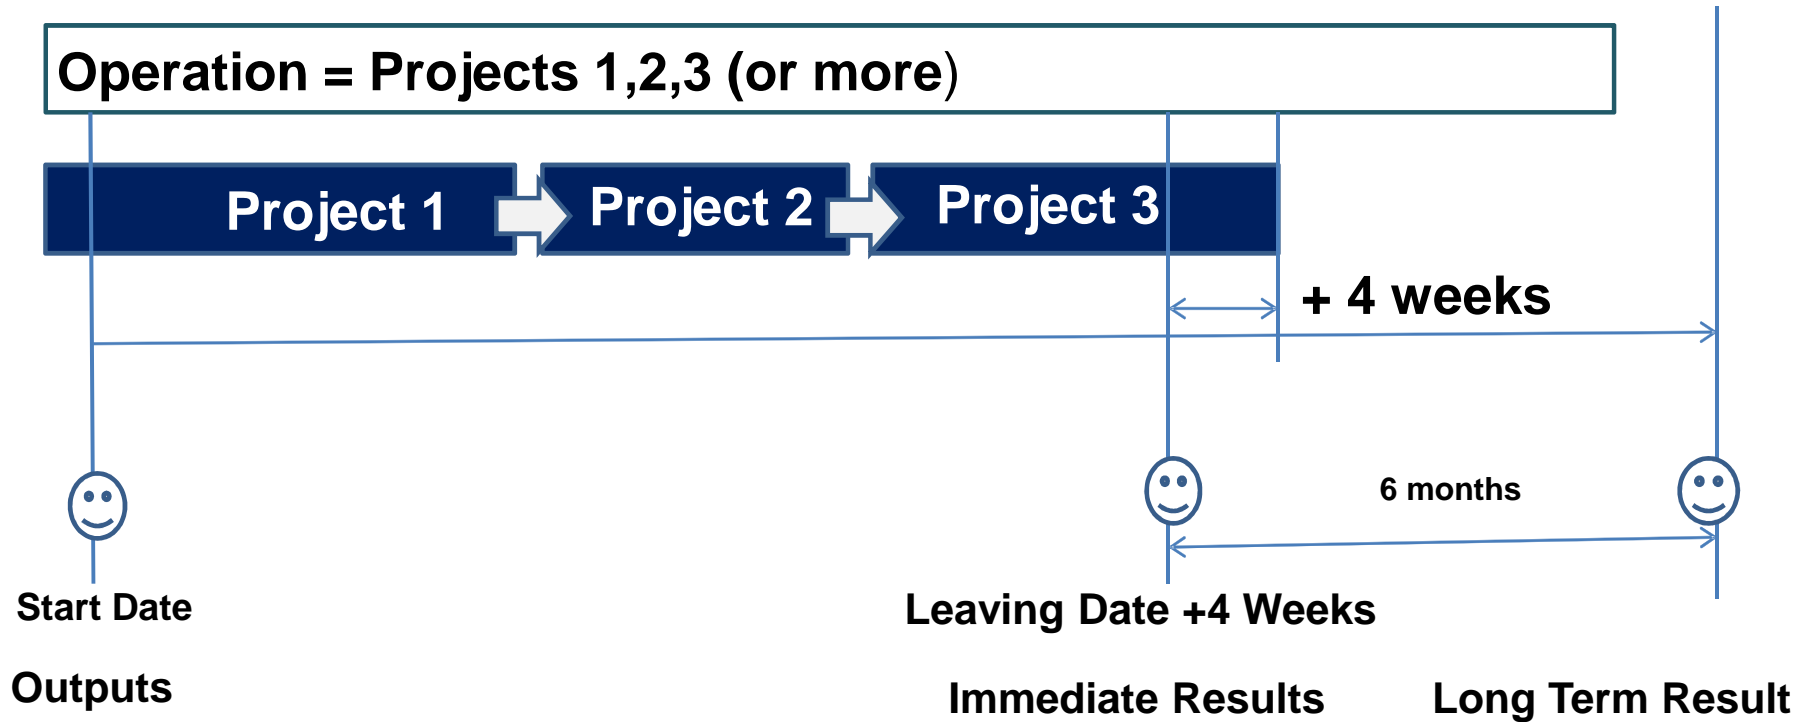 Operation = Projects 1,2,3 (or more)
Project 1
Project 2
Project 3
+ 4 weeks
6 months
Start Date
Leaving Date +4 Weeks
Outputs
Immediate Results
Long Term Result